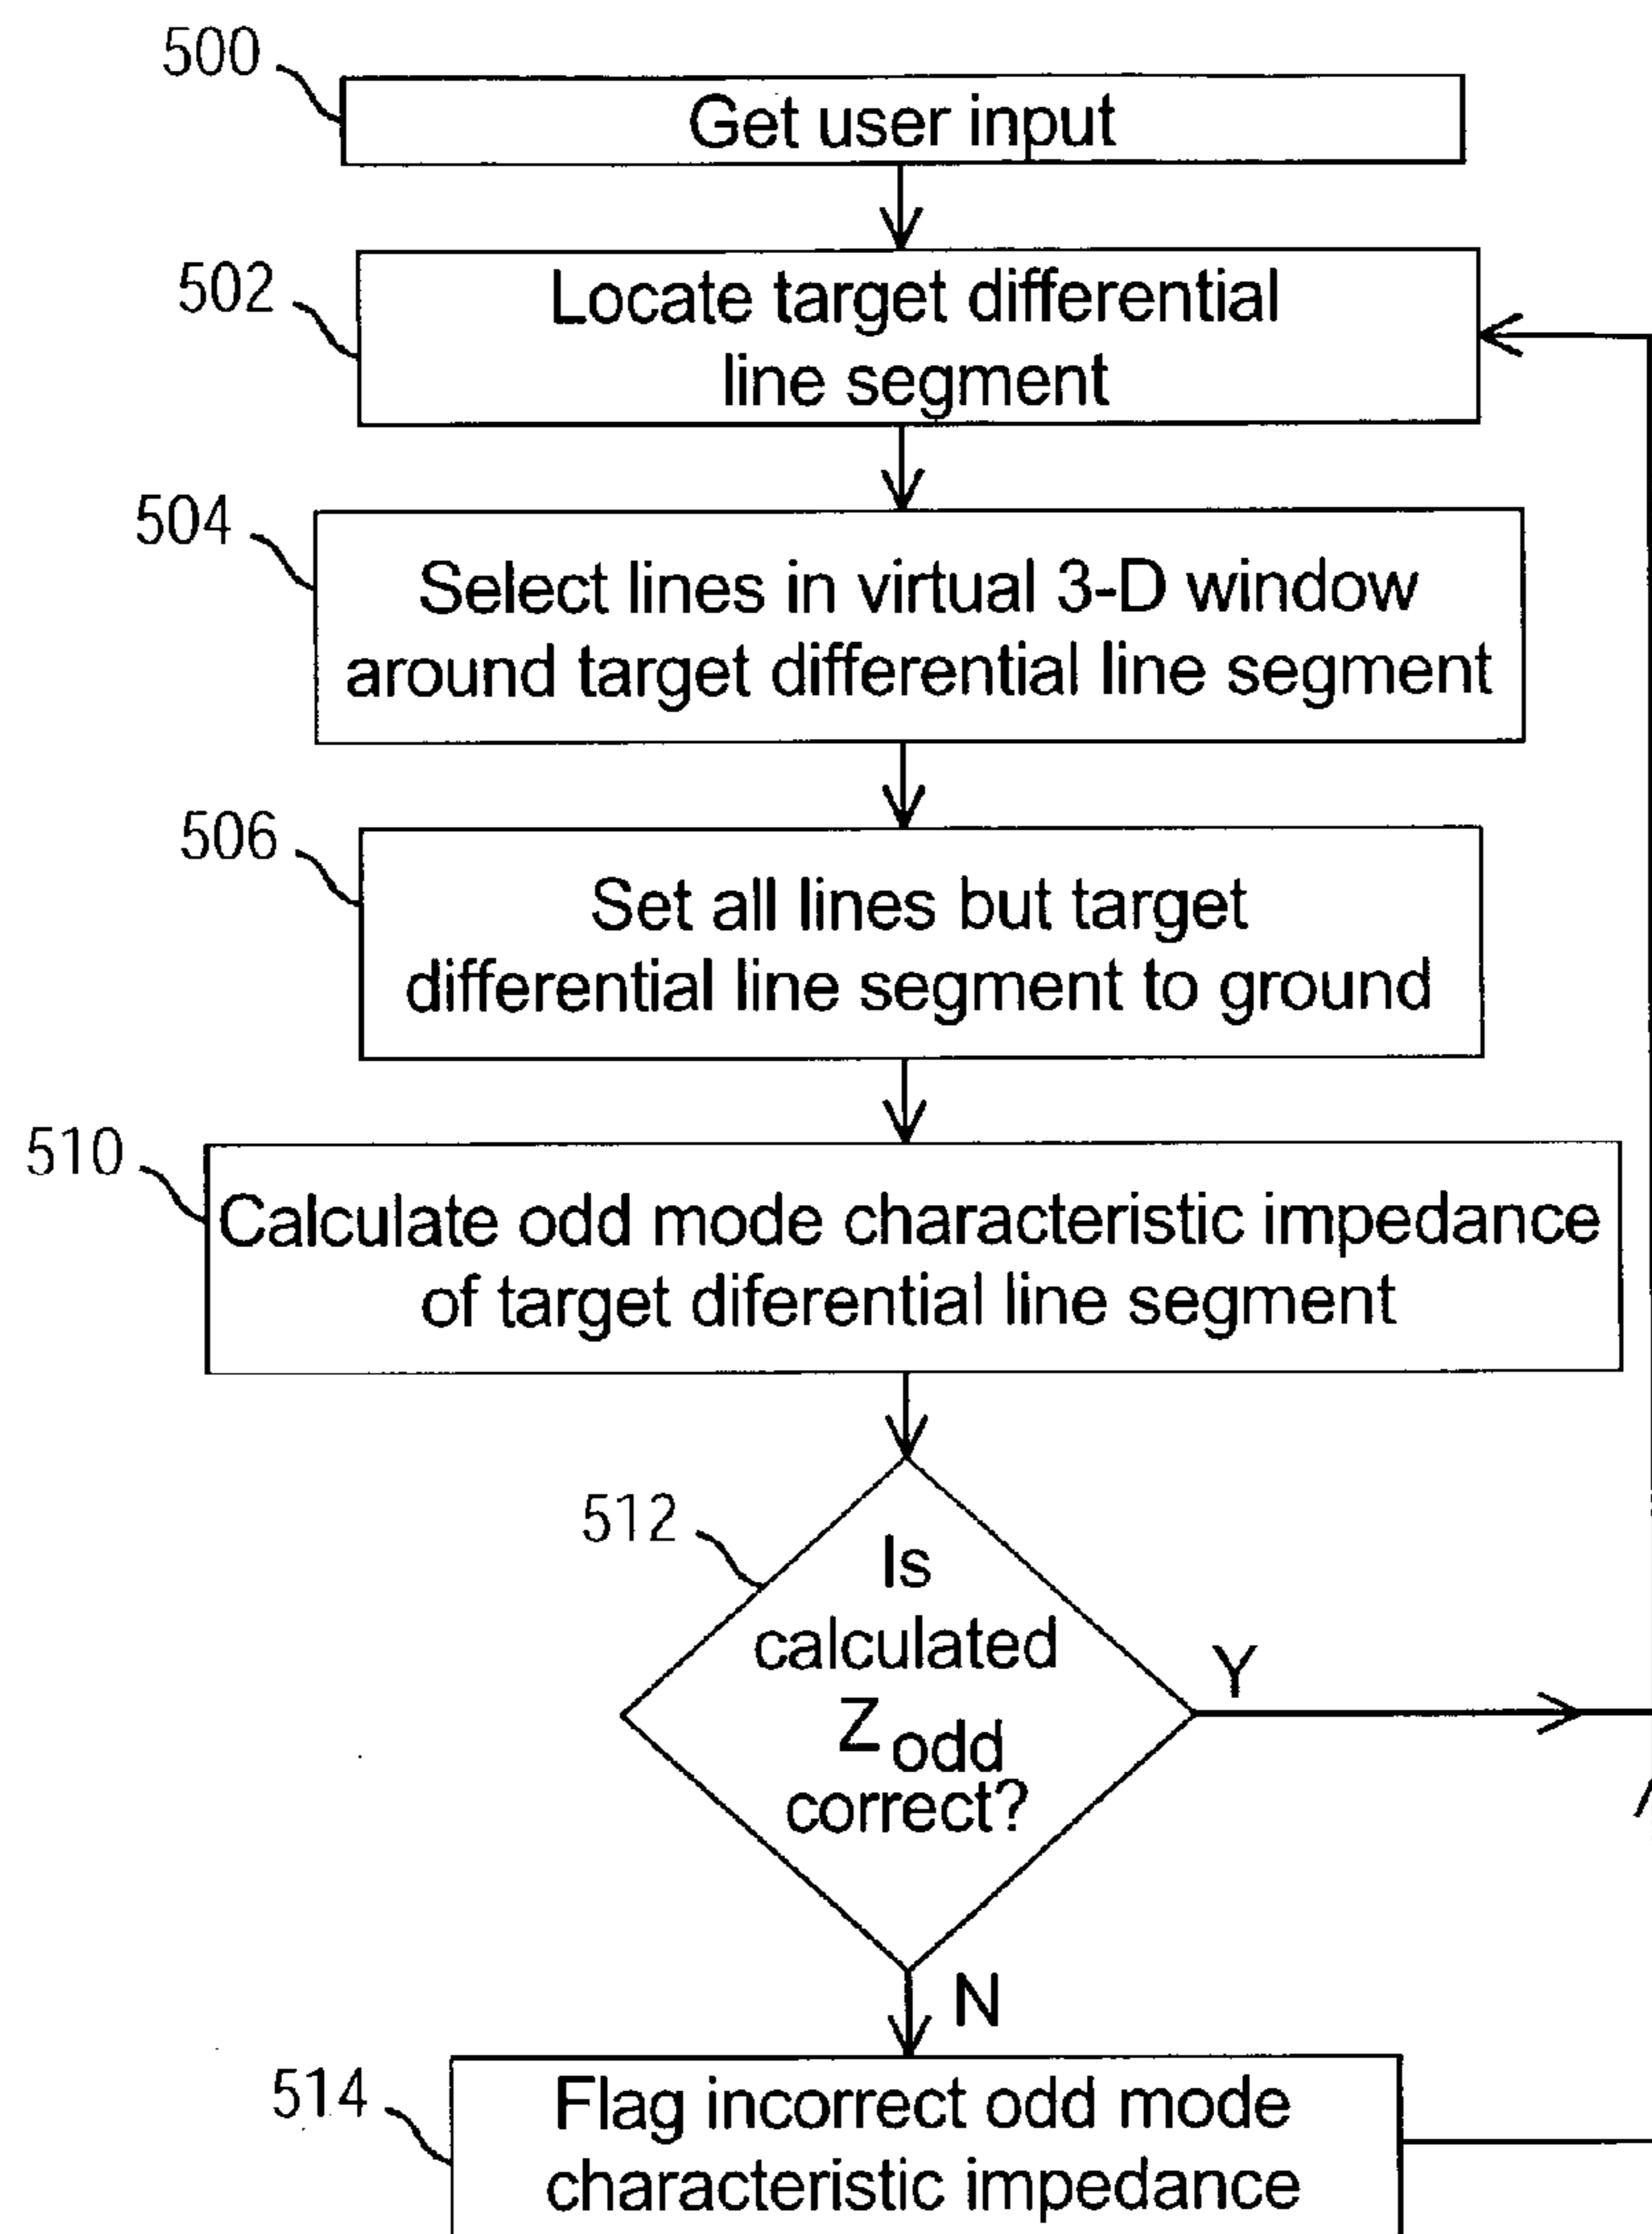 500
Get user input
502
Locate target differential
line segment
504
Select lines in virtual 3-D window
around target differential line segment
506
Set all lines but target
differential line segment to ground
510
Calculate odd mode characteristic impedance
of target diferential line segment
512
Is
calculated
Z odd
correct?
Y
N
514
Flag incorrect odd mode
characteristic impedance